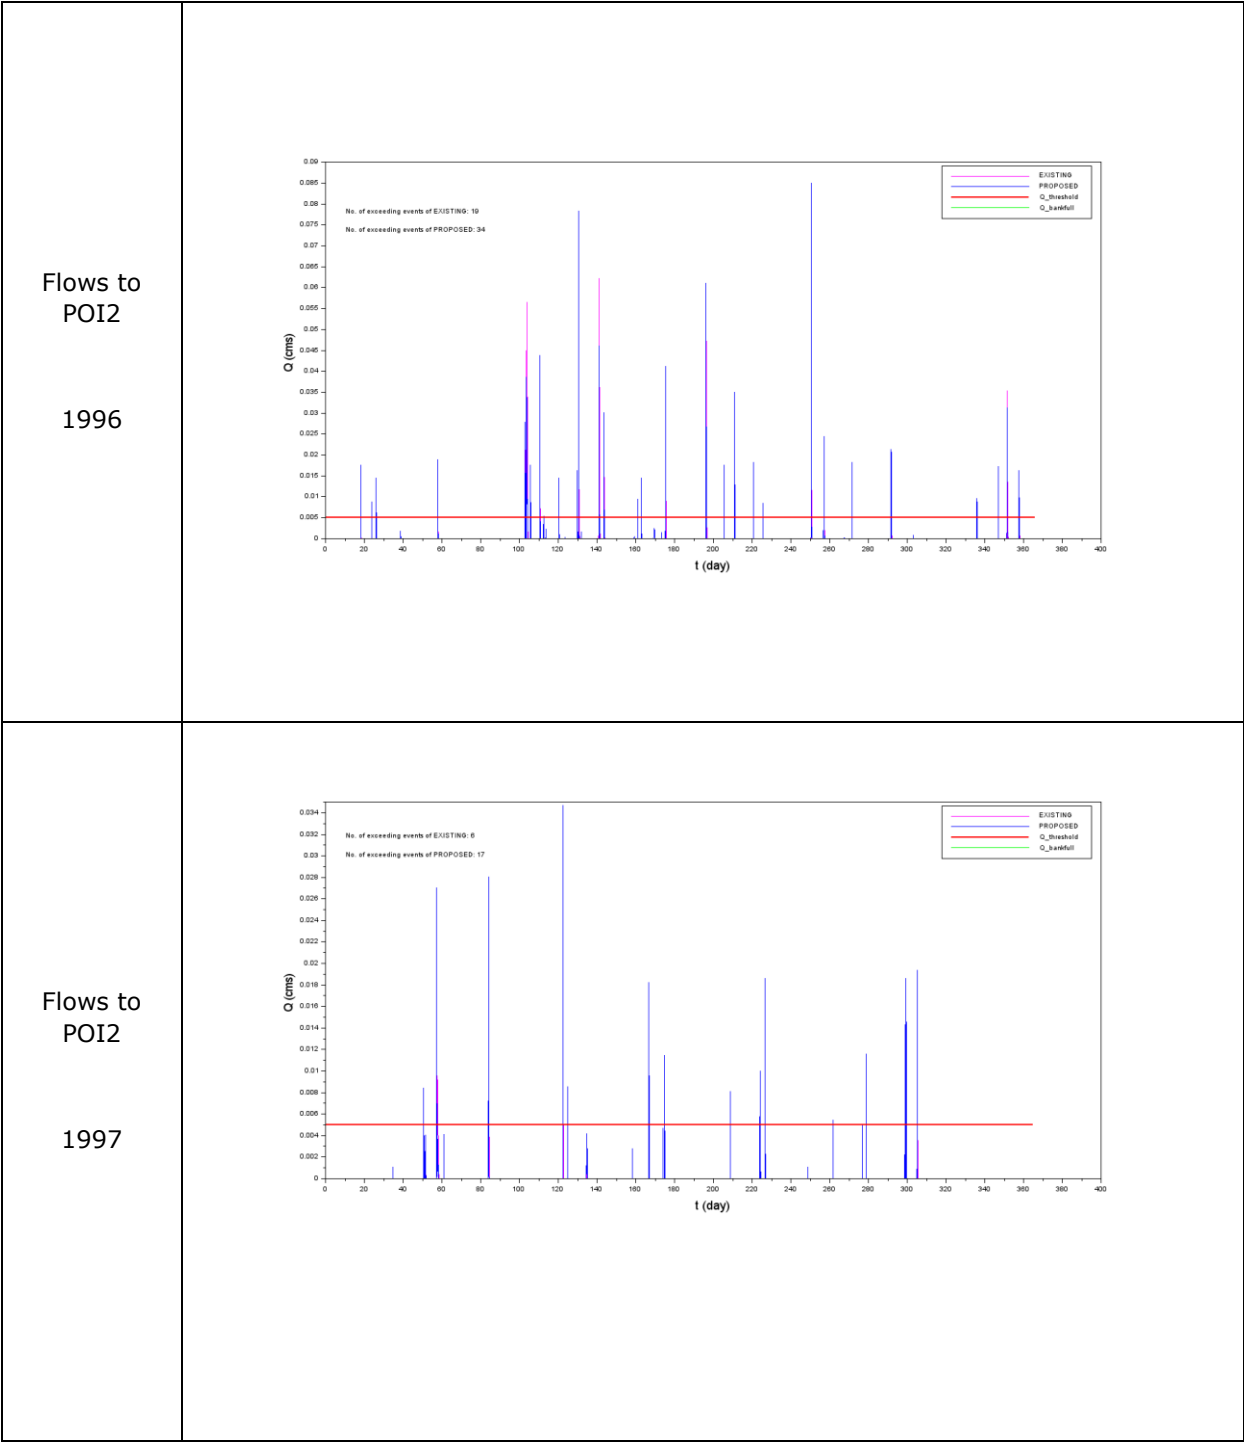 Flows to
POI2
1996
0.09
0.085
0.08
0.075
0.07
0.065
0.06
0.055
0.05
0.045
0.04
0.035
0.03
0.025
0.02
0.015
0.01
0.005
0
Q (cms)
No. of exceeding events of EXISTING: 19
No. of exceeding events of PROPOSED: 34
EXISTING
PROPOSED
Q_threshold
Q_bankfull
0 20 40 60 80 100 120 140 160 180 200 220 240 260 280 300 320 340 360 380 400
t (day)
Flows to
POI2
1997
0.034
0.032
0.03
0.028
0.026
0.024
0.022
0.02
0.018
0.016
0.014
0.012
0.01
0.008
0.006
0.004
0.002
0
Q (cms)
No. of exceeding events of EXISTING: 6
No. of exceeding events of PROPOSED: 17
EXISTING
PROPOSED
Q_threshold
Q_bankfull
0 20 40 60 80 100 120 140 160 180 200 220 240 260 280 300 320 340 360 380 400
t (day)